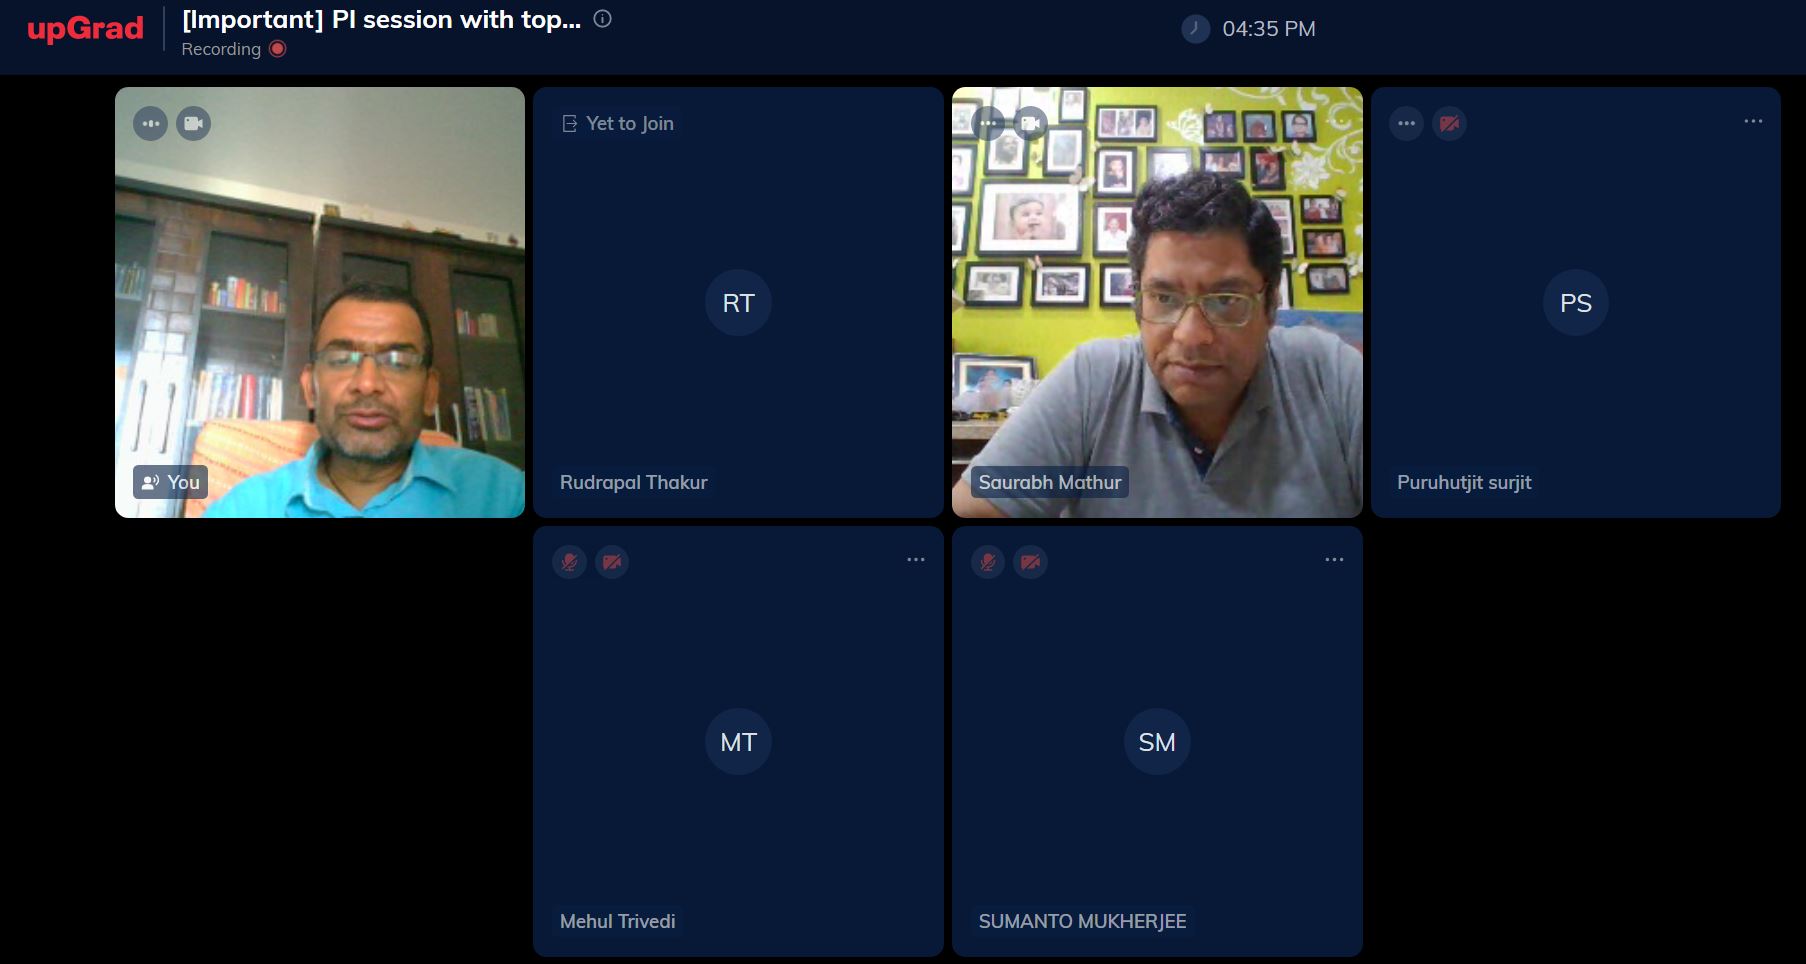 upGrad
[Important] PI session with top...
Recording
04:35 PM
You
Yet to Join
RT
Rudrapal Thakur
Saurabh Mathur
PS
Puruhutjit surjit
MT
Mehul Trivedi
SM
SUMANTO MUKHERJEE